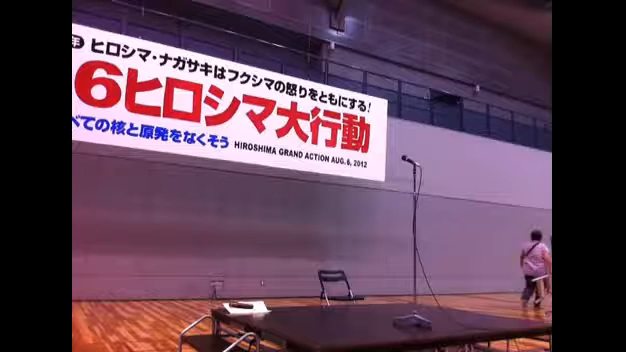 年 ヒロシマ・ナガサキはフクシマの怒りをともにする!
6ヒロシマ大行動
べての核と原発をなくそう HIROSHIMA GRAND ACTION AUG. 6, 2012